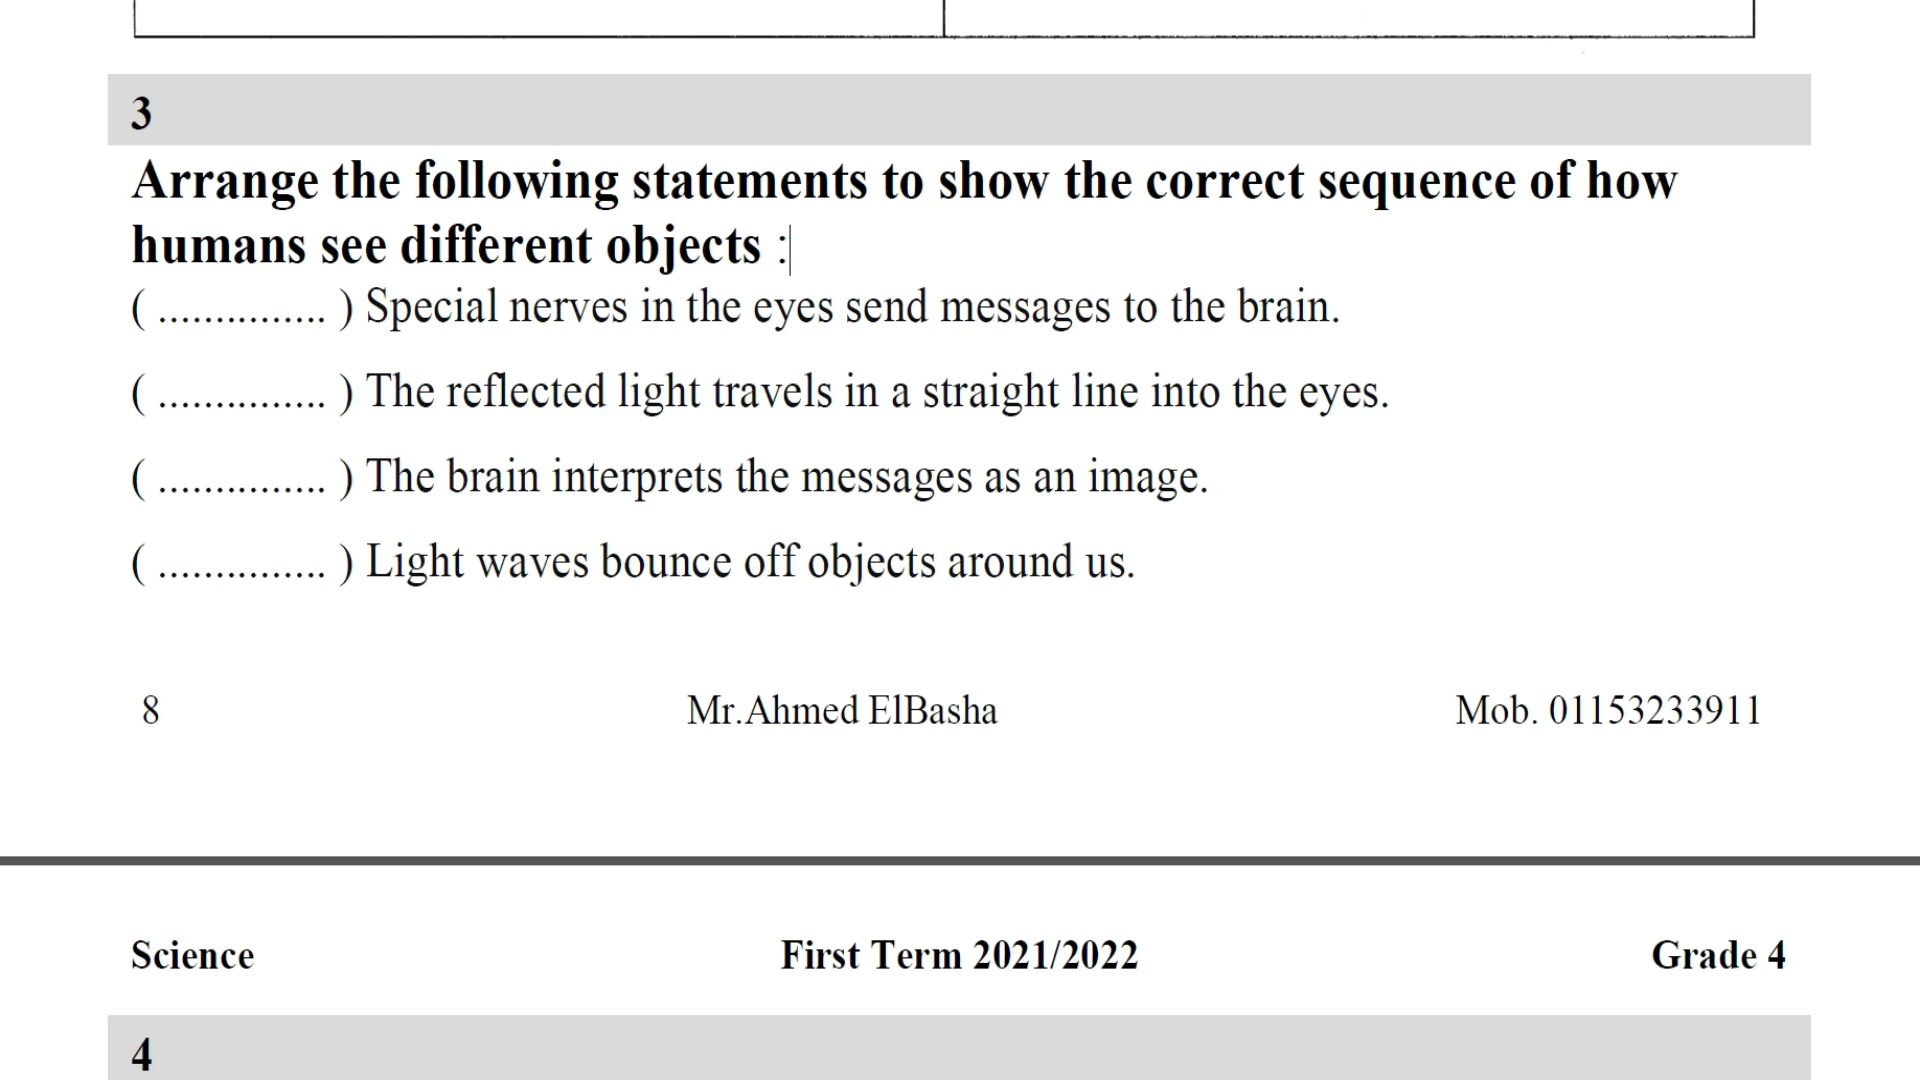 3
Arrange the following statements to show the correct sequence of how
humans see different objects :
( ............... ) Special nerves in the eyes send messages to the brain.
( ............... ) The reflected light travels in a straight line into the eyes.
( ............... ) The brain interprets the messages as an image.
( ............... ) Light waves bounce off objects around us.
8 Mr.Ahmed ElBasha Mob. 01153233911
Science First Term 2021/2022 Grade 4
4